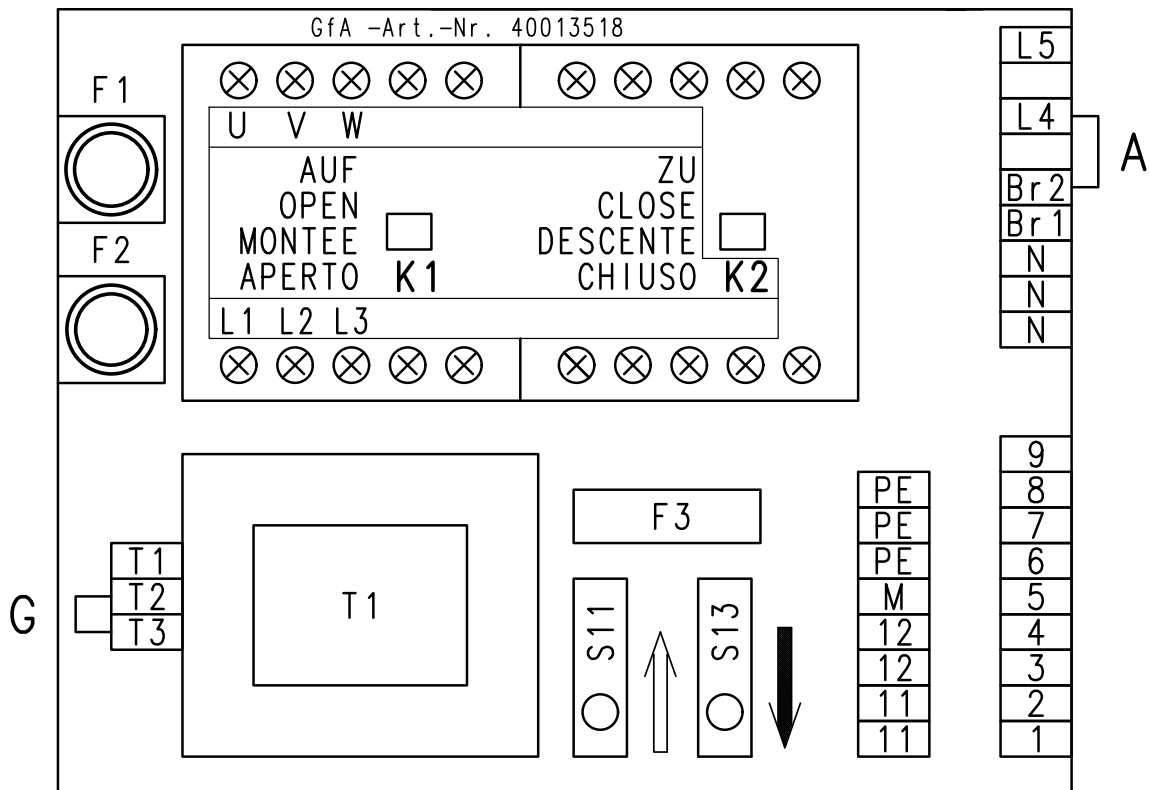 GfA -Art.-Nr. 40013518
F1
F2
U V W
AUF
OPEN
MONTEE
APERTO
K1
ZU
CLOSE
DESCENTE
CHIUSO
K2
L1 L2 L3
L5
L4
Br2
Br1
N
N
N
A
G
T1
T2
T3
T1
F3
S11
S13
PE
PE
PE
M
12
12
11
11
9
8
7
6
5
4
3
2
1